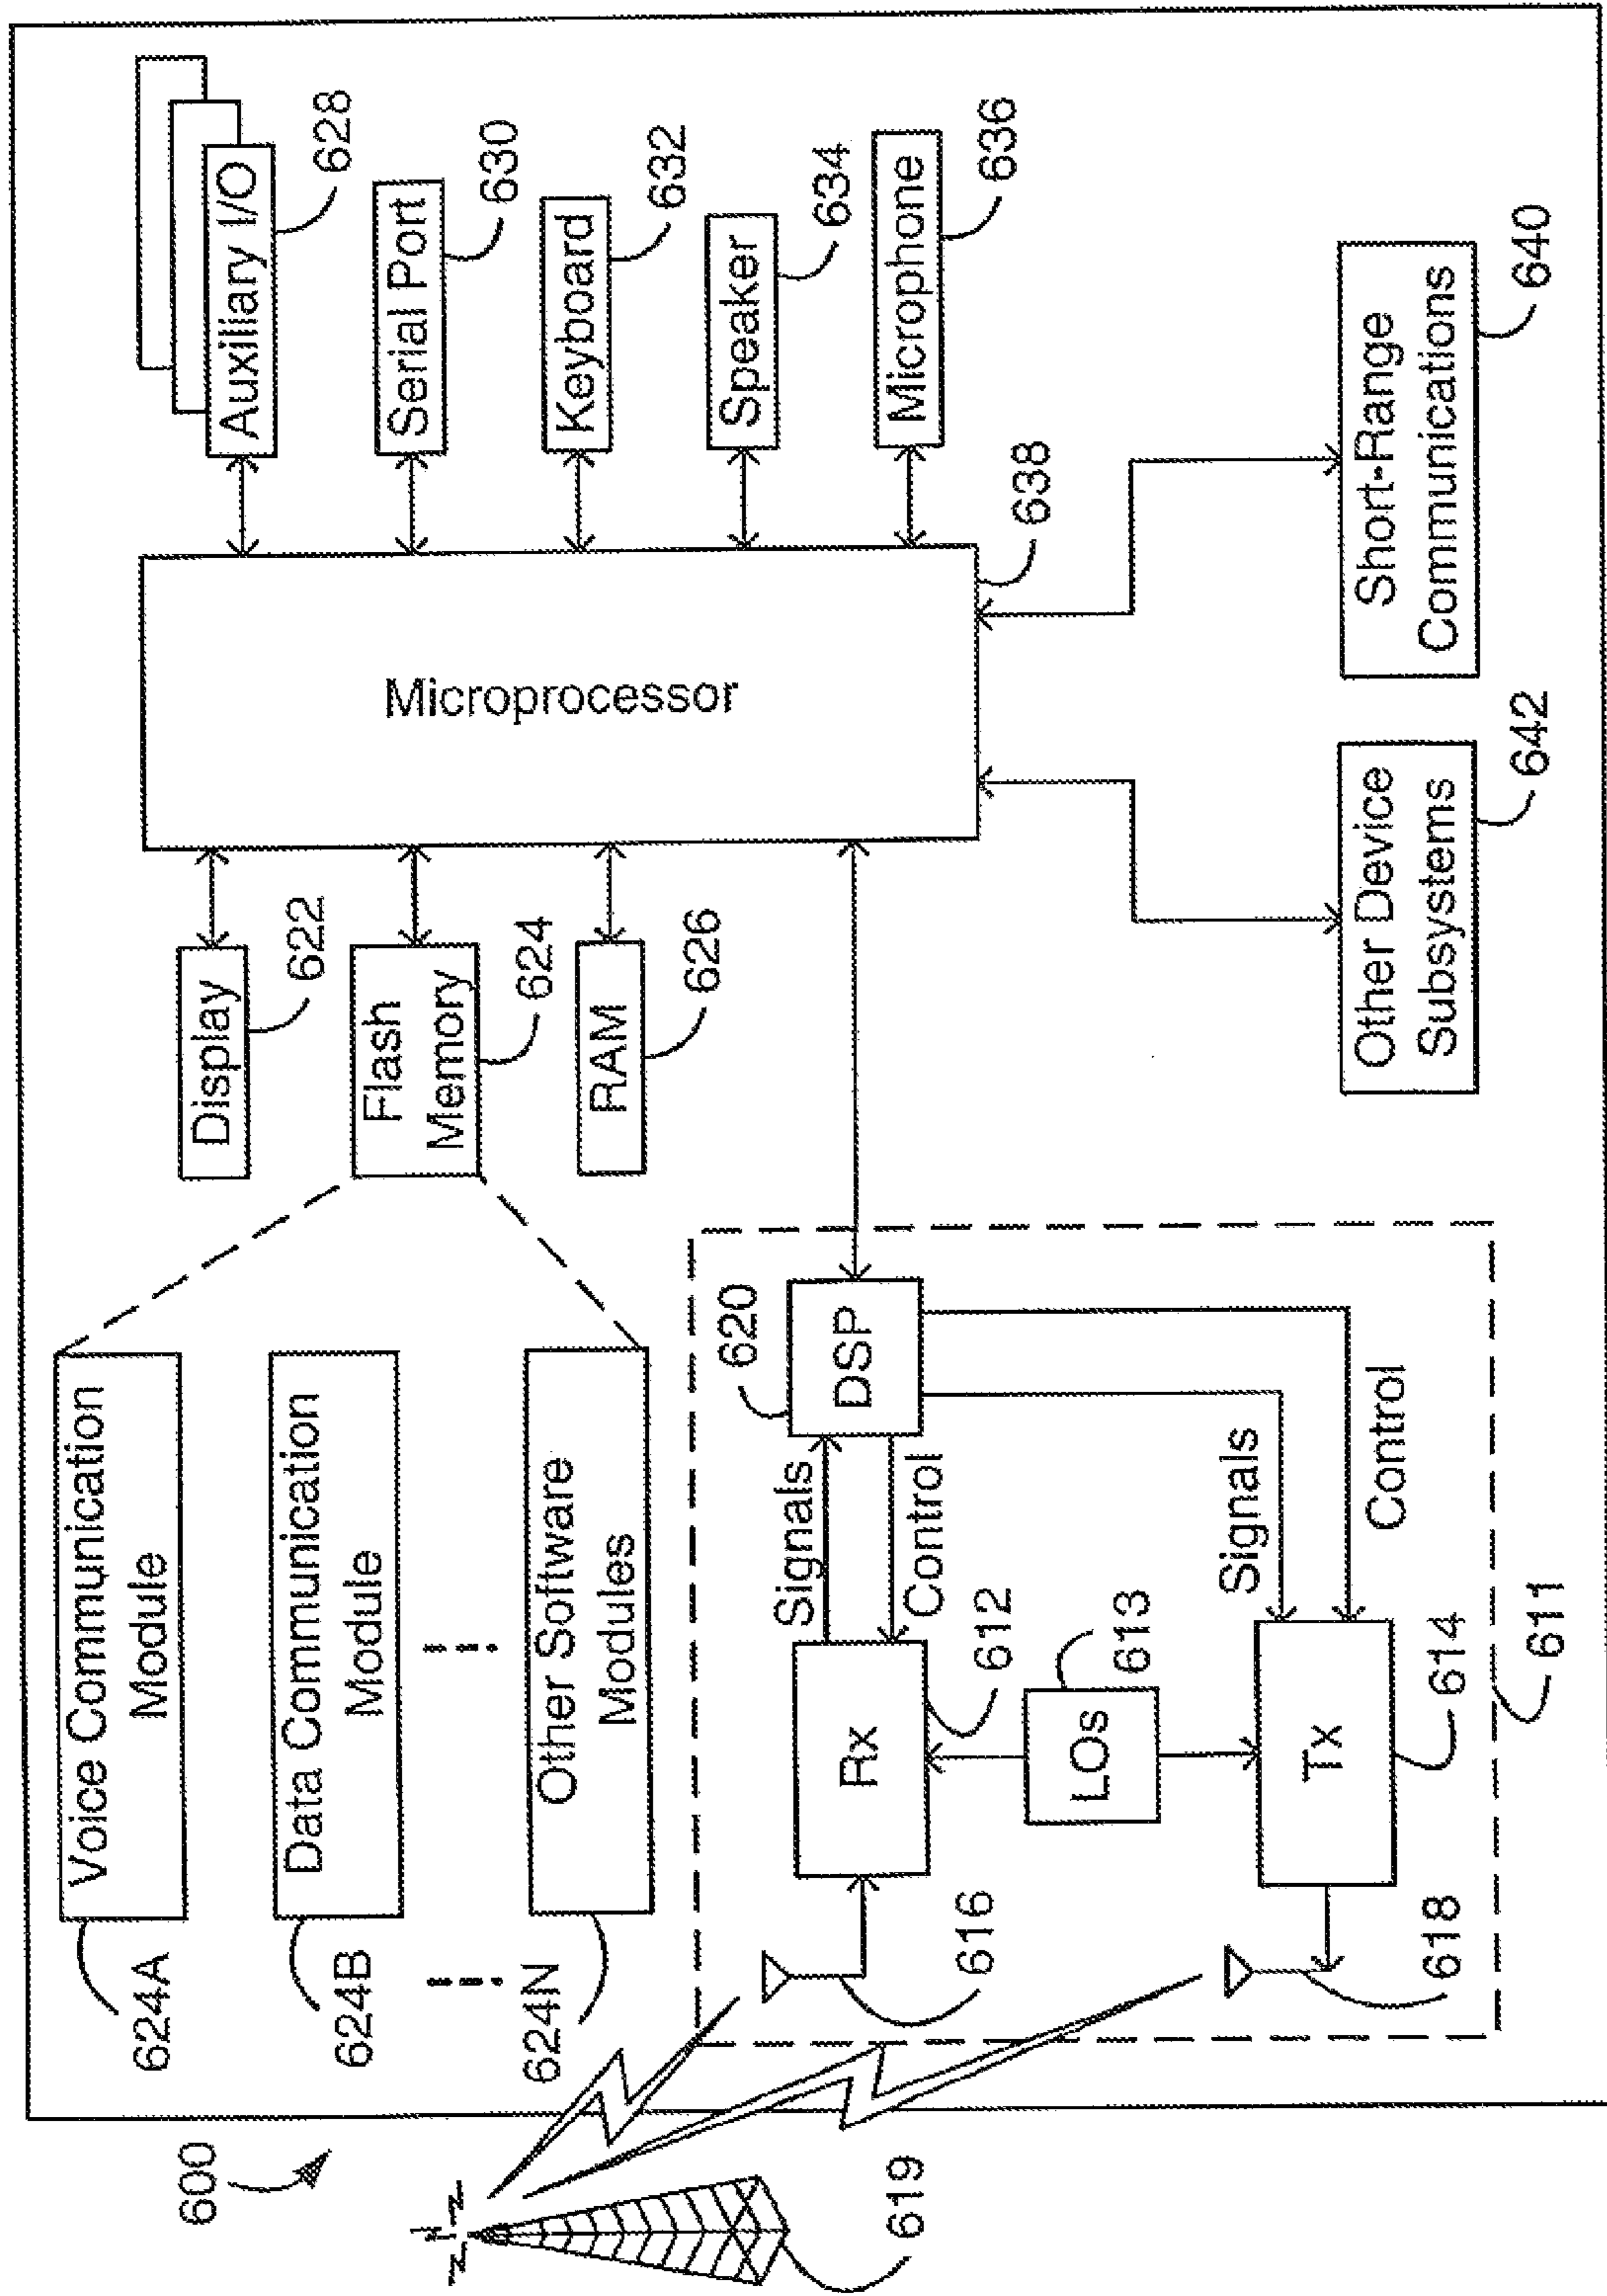 600
619
624A
Voice Communication
Module
624B
Data Communication
Module
624N
Other Software
Modules
Display
622
Flash
Memory
624
RAM
626
Microprocessor
638
Auxiliary I/O
628
Serial Port
630
Keyboard
632
Speaker
634
Microphone
636
Short-Range
Communications
640
Other Device
Subsystems
642
620
DSP
Signals
Control
Rx
612
LOs
613
Signals
Control
Tx
614
616
618
611